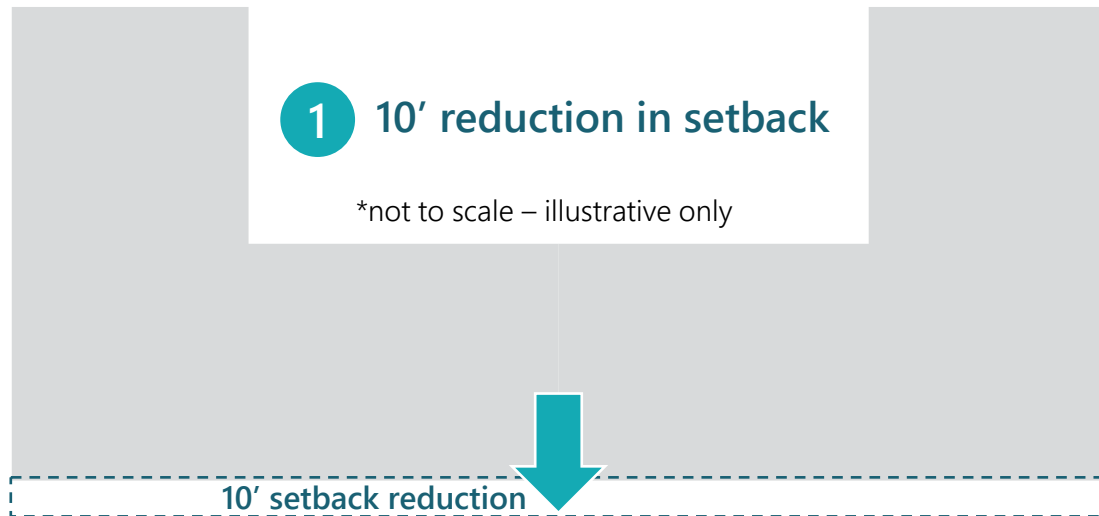 1 10’ reduction in setback
*not to scale – illustrative only
10’ setback reduction